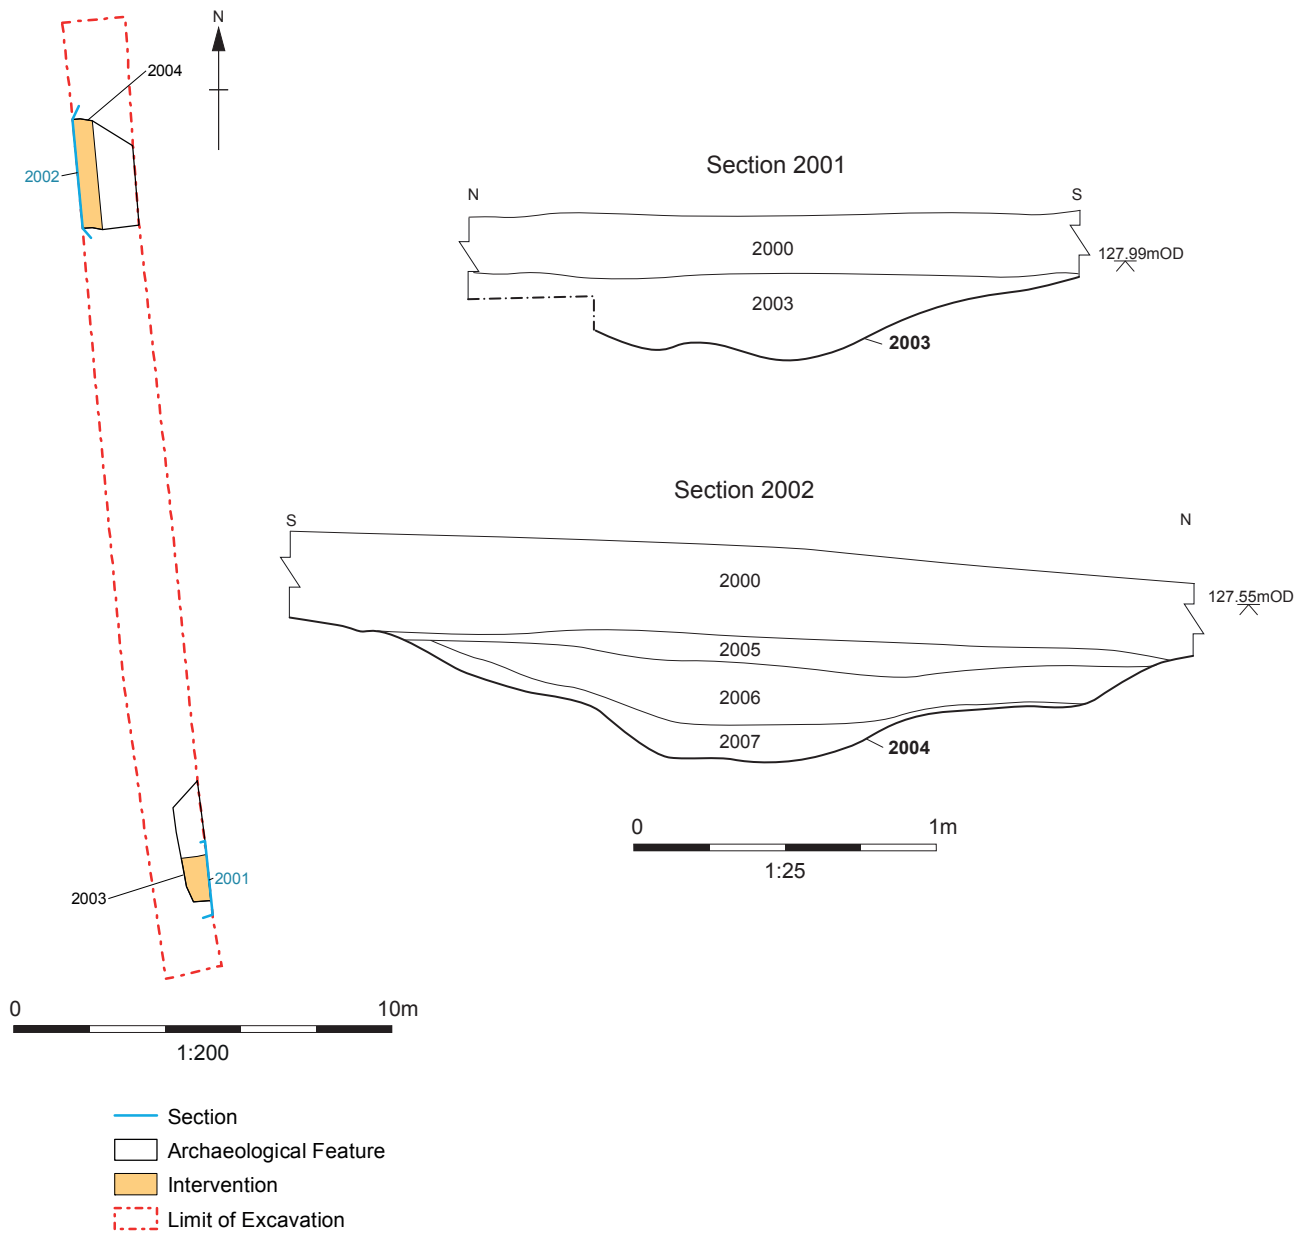 N
2004
2002
2003
2001
0 10m
1:200
Section
Archaeological Feature
Intervention
Limit of Excavation
Section 2001
N S
2000
127.99mOD
2003
2003
Section 2002
S N
2000
127.55mOD
2005
2006
2007
2004
0 1m
1:25